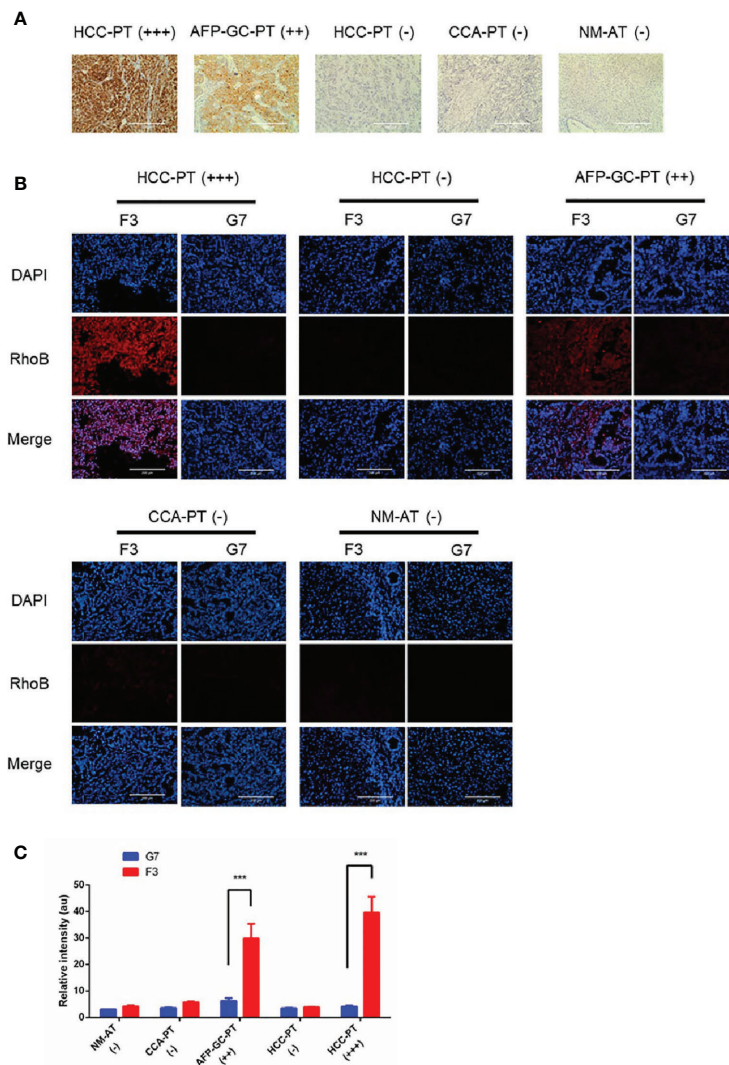 A
HCC-PT (+++) AFP-GC-PT (++) HCC-PT (-) CCA-PT (-) NM-AT (-)
B
HCC-PT (+++) HCC-PT (-) AFP-GC-PT (++)
F3 G7 F3 G7 F3 G7
DAPI
RhoB
Merge
CCA-PT (-) NM-AT (-)
F3 G7 F3 G7
DAPI
RhoB
Merge
C
G7
F3
*** ***
Relative intensity (au)
50
40
30
20
10
0
NM-AT (-)
CCA-PT (-)
AFP-GC-PT (++)
HCC-PT (-)
HCC-PT (+++)